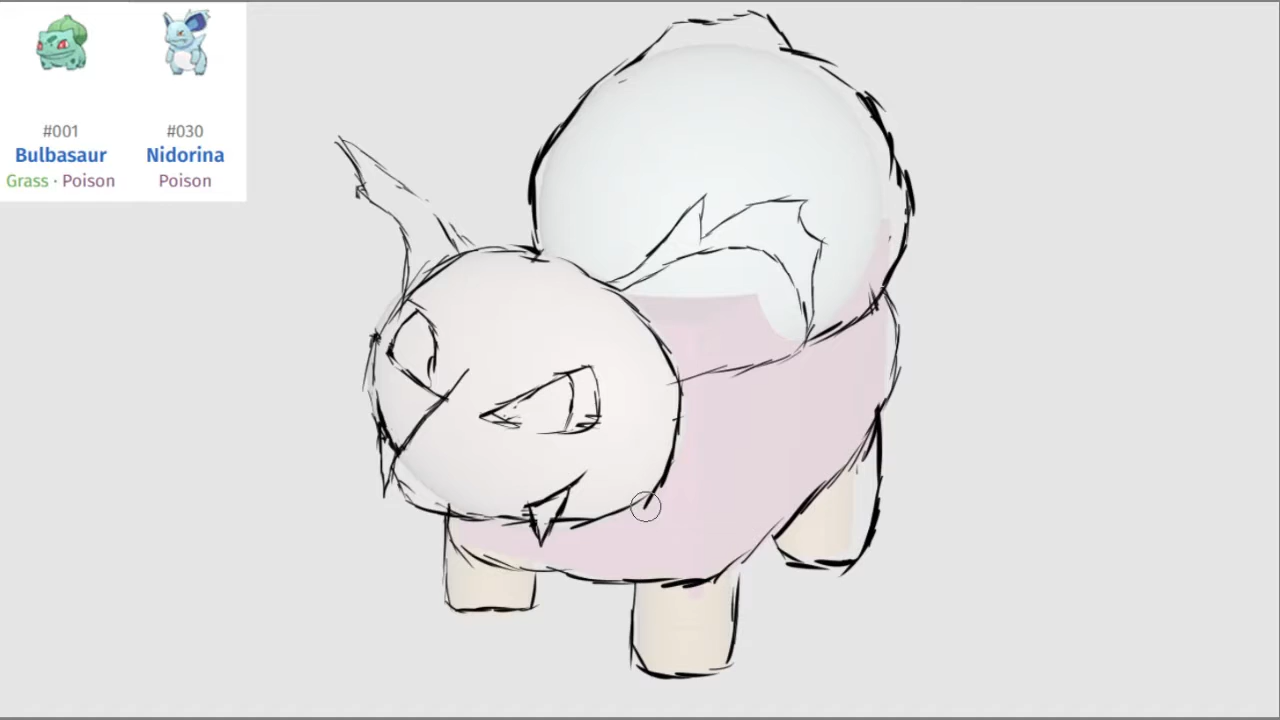 #001
Bulbasaur
Grass · Poison
#030
Nidorina
Poison